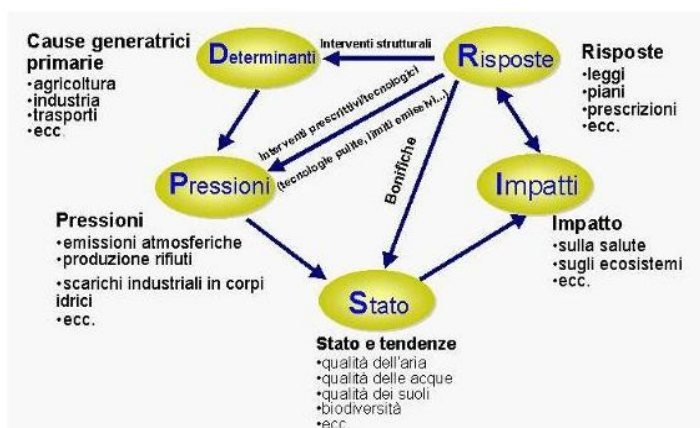 Cause generatrici
primarie
•agricoltura
•industria
•trasporti
•ecc.
Determinanti
Interventi strutturali
Risposte
Risposte
•leggi
•piani
•prescrizioni
•ecc.
Interventi prescrittivi/tecnologici
(tecnologie pulite, limiti emissivi...)
Bonifiche
Pressioni
Impatti
Pressioni
•emissioni atmosferiche
•produzione rifiuti
•scarichi industriali in corpi
idrici
•ecc.
Impatto
•sulla salute
•sugli ecosistemi
•ecc.
Stato
Stato e tendenze
•qualità dell'aria
•qualità delle acque
•qualità dei suoli
•biodiversità
•ecc.